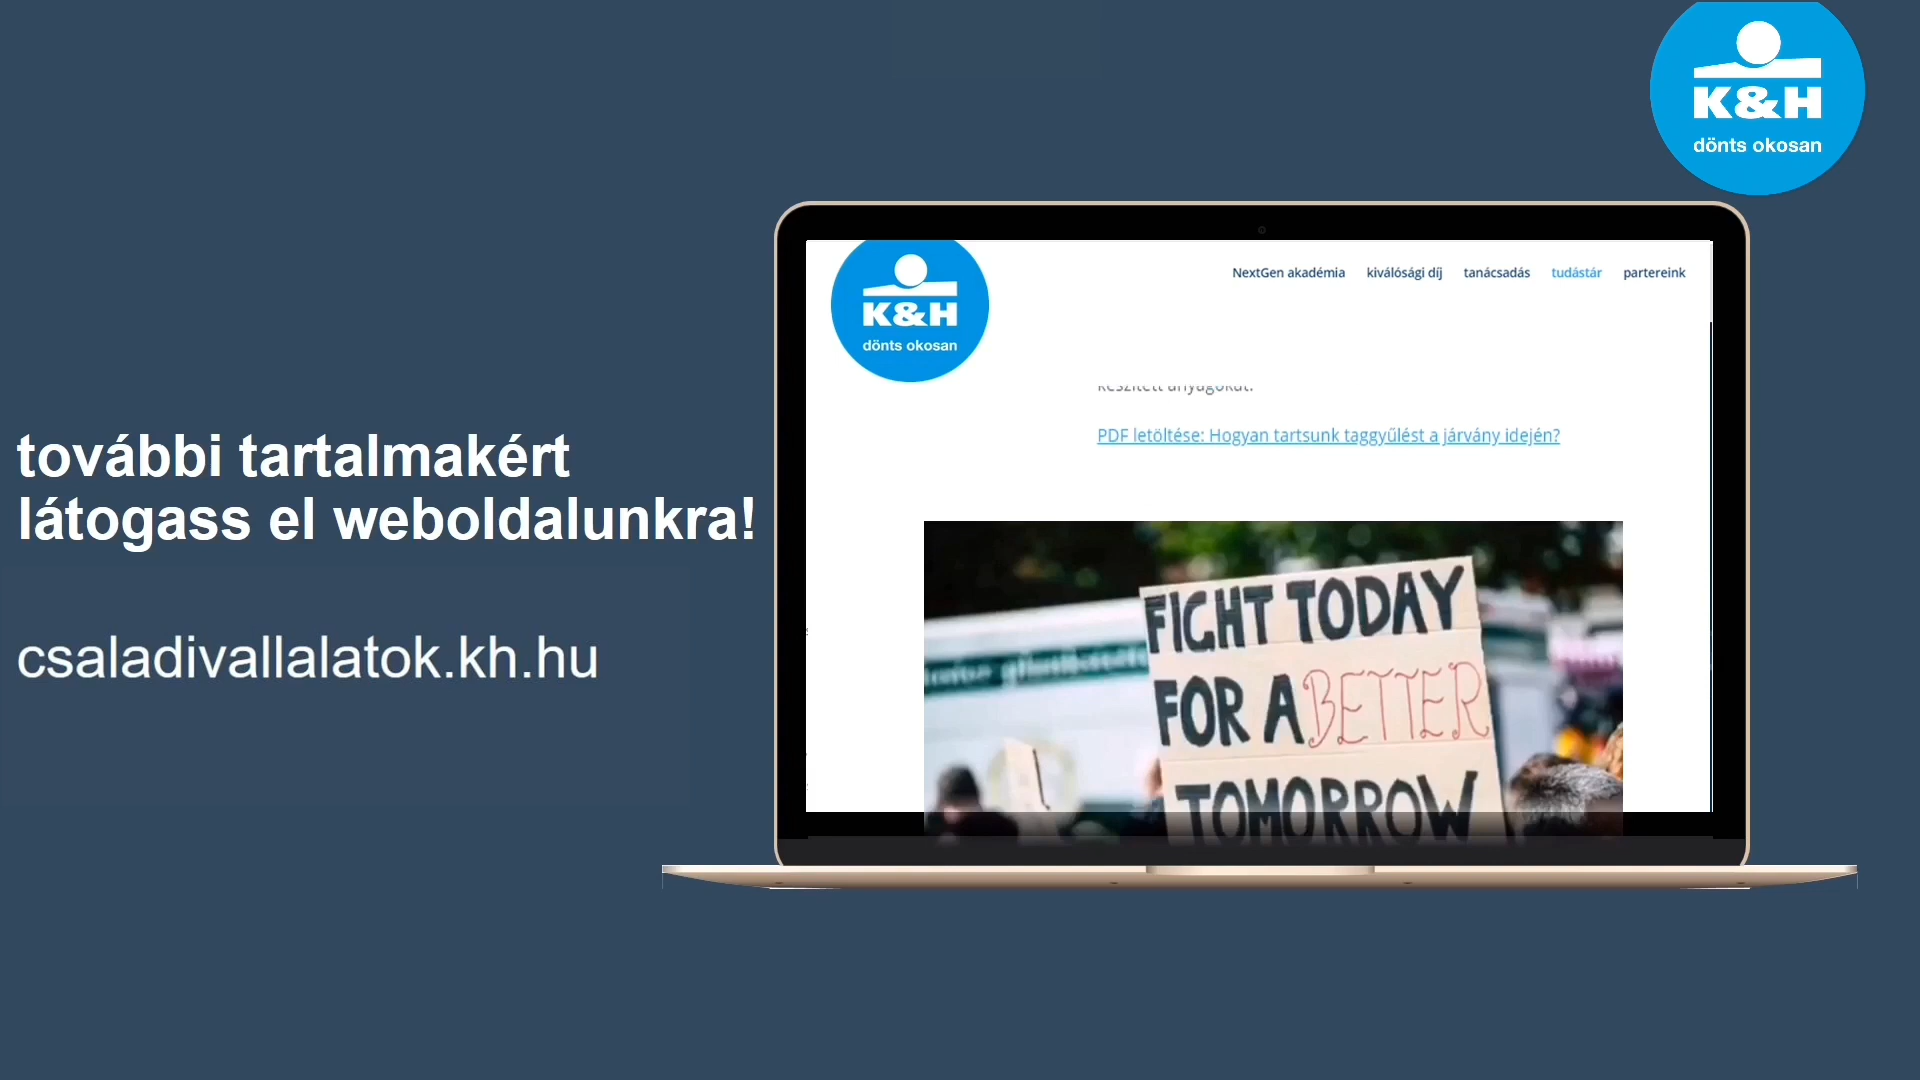 K&H
dönts okosan
K&H
dönts okosan
NextGen akadémia kiválósági díj tanácsadás tudástár partereink
PDF letöltése: Hogyan tartsunk taggyűlést a járvány idején?
további tartalmakért
látogass el weboldalunkra!
csaladivallalatok.kh.hu
FIGHT TODAY
FOR A BETTER
TOMORROW